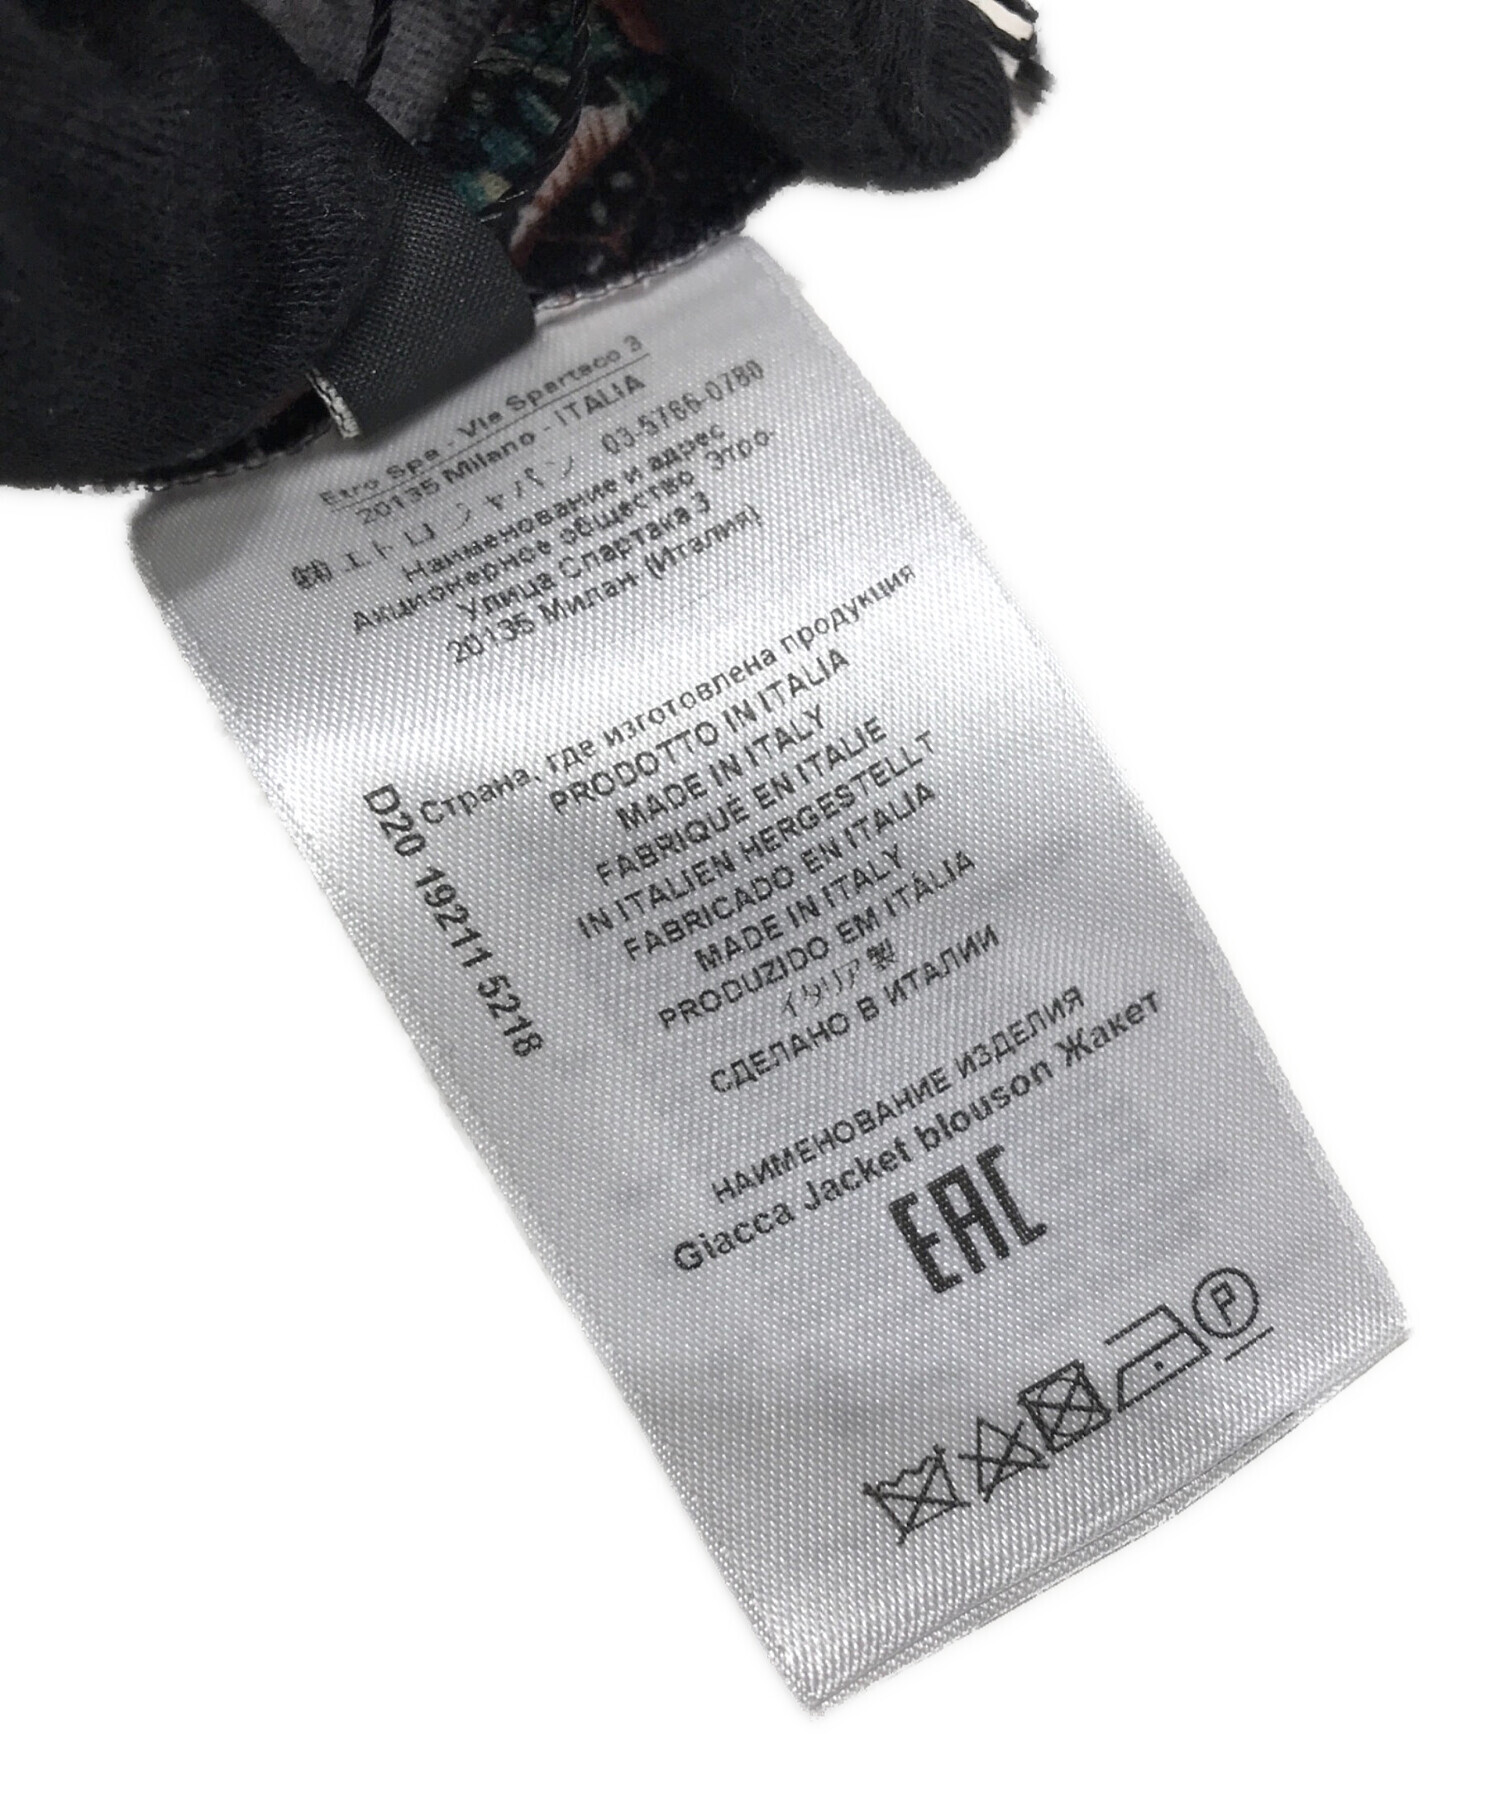 Etro Spa - Via Spartaco 3
20135 Milano - ITALIA
㈱エトロ ジャパン 03-5766-0780
Наименование и адрес
Акционерное общество Этро-
Улица Спартака 3
20135 Милан (Италия)
Страна, где изготовлена продукция
PRODOTTO IN ITALIA
MADE IN ITALY
FABRIQUÉ EN ITALIE
IN ITALIEN HERGESTELLT
FABRICADO EN ITALIA
MADE IN ITALY
PRODUZIDO EM ITÁLIA
イタリア製
СДЕЛАНО В ИТАЛИИ
D20 19211 5218
НАИМЕНОВАНИЕ ИЗДЕЛИЯ
Giacca Jacket blouson Жакет
EAC
P